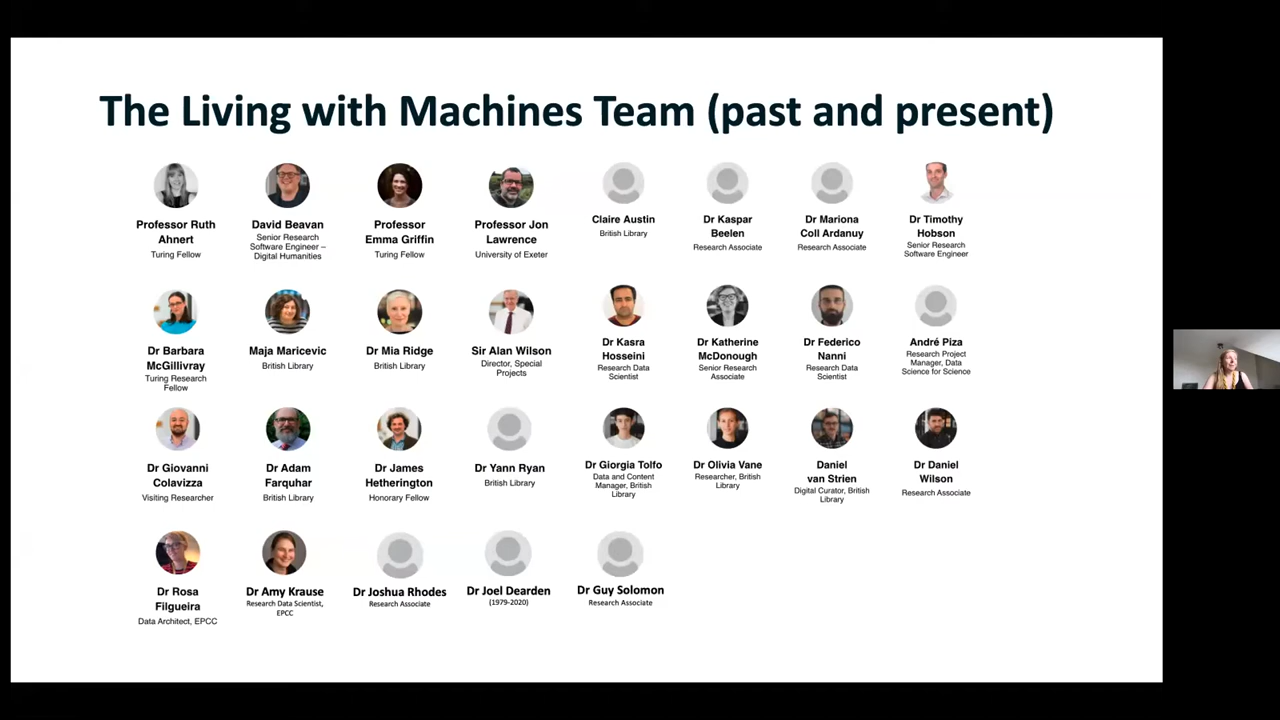 The Living with Machines Team (past and present)
Professor Ruth
Ahnert
Turing Fellow
David Beavan
Senior Research
Software Engineer –
Digital Humanities
Professor
Emma Griffin
Turing Fellow
Professor Jon
Lawrence
University of Exeter
Claire Austin
British Library
Dr Kaspar
Beelen
Research Associate
Dr Mariona
Coll Ardanuy
Research Associate
Dr Timothy
Hobson
Senior Research
Software Engineer
Dr Barbara
McGillivray
Turing Research
Fellow
Maja Maricevic
British Library
Dr Mia Ridge
British Library
Sir Alan Wilson
Director, Special
Projects
Dr Kasra
Hosseini
Research Data
Scientist
Dr Katherine
McDonough
Senior Research
Associate
Dr Federico
Nanni
Research Data
Scientist
André Piza
Research Project
Manager, Data
Science for Science
Dr Giovanni
Colavizza
Visiting Researcher
Dr Adam
Farquhar
British Library
Dr James
Hetherington
Honorary Fellow
Dr Yann Ryan
British Library
Dr Giorgia Tolfo
Data and Content
Manager, British
Library
Dr Olivia Vane
Researcher, British
Library
Daniel
van Strien
Digital Curator, British
Library
Dr Daniel
Wilson
Research Associate
Dr Rosa
Filgueira
Data Architect, EPCC
Dr Amy Krause
Research Data Scientist,
EPCC
Dr Joshua Rhodes
Research Associate
Dr Joel Dearden
(1979-2020)
Dr Guy Solomon
Research Associate